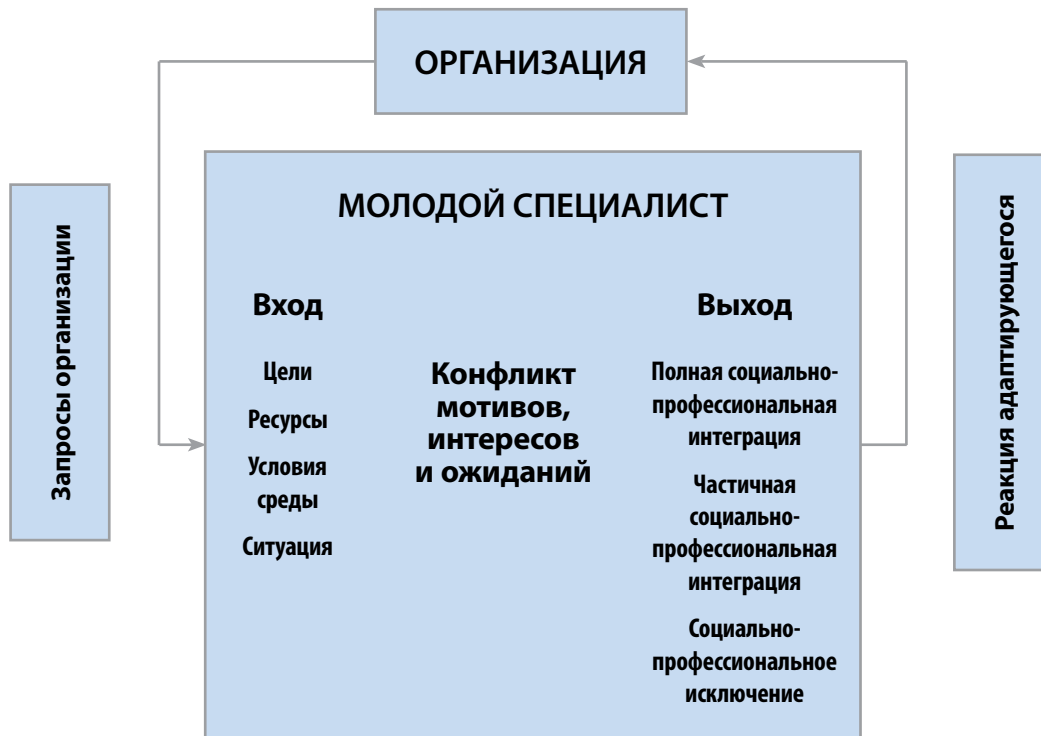 ОРГАНИЗАЦИЯ
Запросы организации
МОЛОДОЙ СПЕЦИАЛИСТ
Вход
Цели
Ресурсы
Условия
среды
Ситуация
Конфликт
мотивов,
интересов
и ожиданий
Выход
Полная социально-
профессиональная
интеграция
Частичная
социально-
профессиональная
интеграция
Социально-
профессиональное
исключение
Реакция адаптирующегося